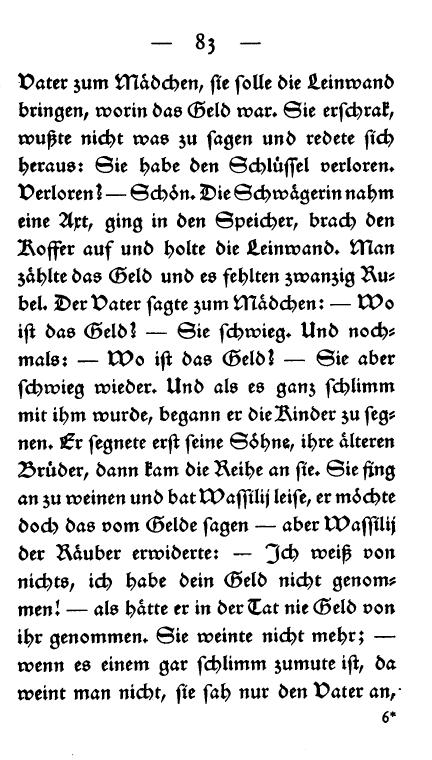 — 83 —
Vater zum Mädchen, ſie ſolle die Leinwand
bringen, worin das Geld war. Sie erſchrak,
wußte nicht was zu ſagen und redete ſich
heraus: Sie habe den Schlüſſel verloren.
Verloren? — Schön. Die Schwägerin nahm
eine Axt, ging in den Speicher, brach den
Koffer auf und holte die Leinwand. Man
zählte das Geld und es fehlten zwanzig Ru⸗
bel. Der Vater ſagte zum Mädchen: — Wo
iſt das Geld? — Sie ſchwieg. Und noch⸗
mals: — Wo iſt das Geld? — Sie aber
ſchwieg wieder. Und als es ganz ſchlimm
mit ihm wurde, begann er die Kinder zu ſeg⸗
nen. Er ſegnete erſt ſeine Söhne, ihre älteren
Brüder, dann kam die Reihe an ſie. Sie fing
an zu weinen und bat Waſſilij leiſe, er möchte
doch das vom Gelde ſagen — aber Waſſilij
der Räuber erwiderte: — Ich weiß von
nichts, ich habe dein Geld nicht genom⸗
men! — als hätte er in der Tat nie Geld von
ihr genommen. Sie weinte nicht mehr; —
wenn es einem gar ſchlimm zumute iſt, da
weint man nicht, ſie ſah nur den Vater an,
6*